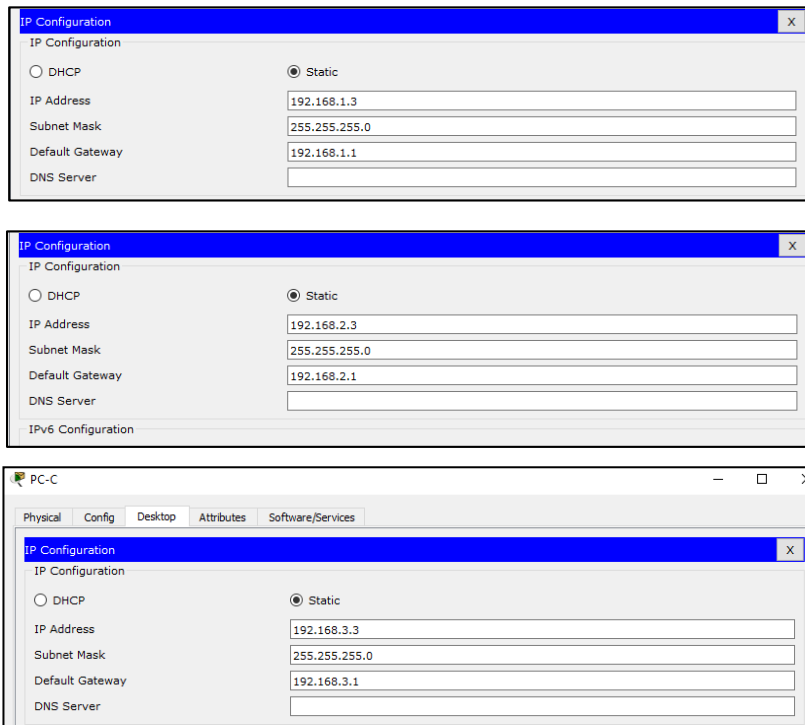 IP Configuration X
IP Configuration
DHCP Static
IP Address 192.168.1.3
Subnet Mask 255.255.255.0
Default Gateway 192.168.1.1
DNS Server
IP Configuration X
IP Configuration
DHCP Static
IP Address 192.168.2.3
Subnet Mask 255.255.255.0
Default Gateway 192.168.2.1
DNS Server
IPv6 Configuration
PC-C
Physical Config Desktop Attributes Software/Services
IP Configuration X
IP Configuration
DHCP Static
IP Address 192.168.3.3
Subnet Mask 255.255.255.0
Default Gateway 192.168.3.1
DNS Server